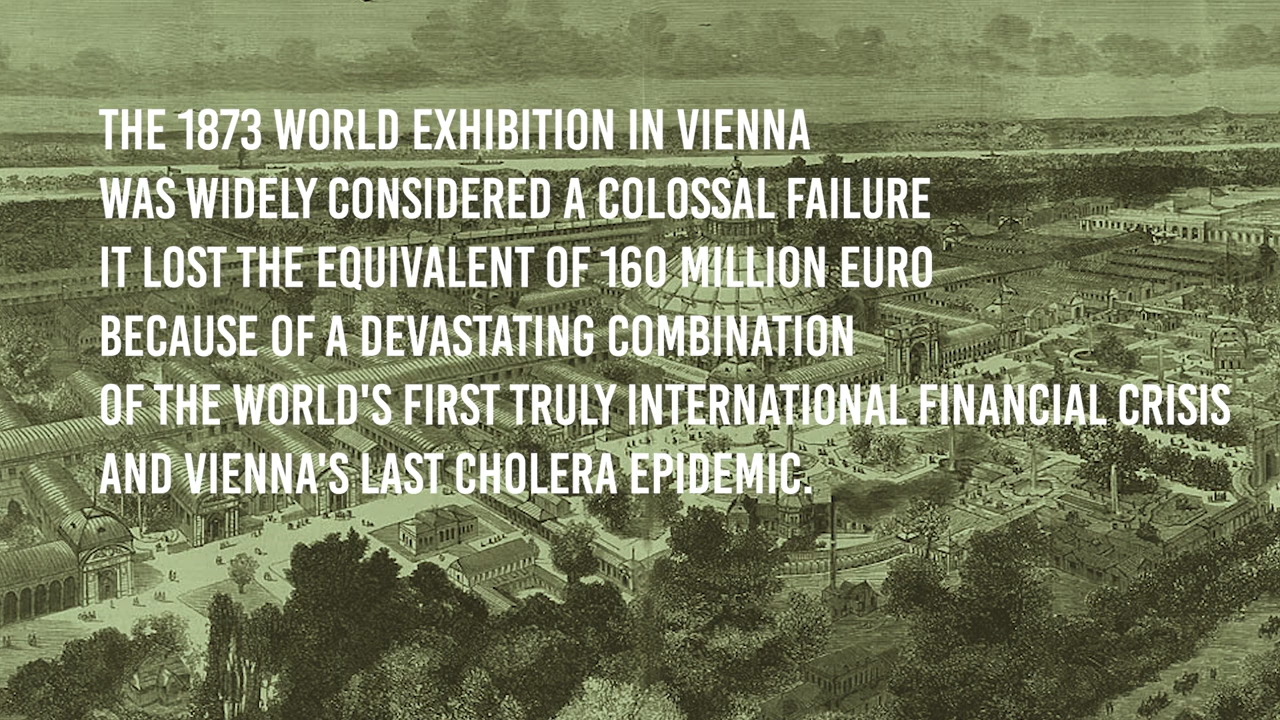 THE 1873 WORLD EXHIBITION IN VIENNA
WAS WIDELY CONSIDERED A COLOSSAL FAILURE
IT LOST THE EQUIVALENT OF 160 MILLION EURO
BECAUSE OF A DEVASTATING COMBINATION
OF THE WORLD'S FIRST TRULY INTERNATIONAL FINANCIAL CRISIS
AND VIENNA'S LAST CHOLERA EPIDEMIC.